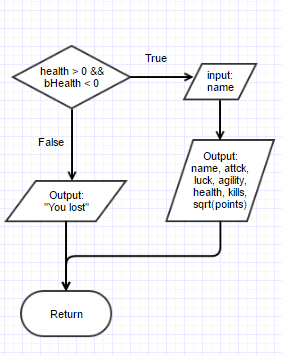 True
health > 0 &&
bHealth < 0
input:
name
False
Output:
"You lost"
Output:
name, attck,
luck, agility,
health, kills,
sqrt(points)
Return